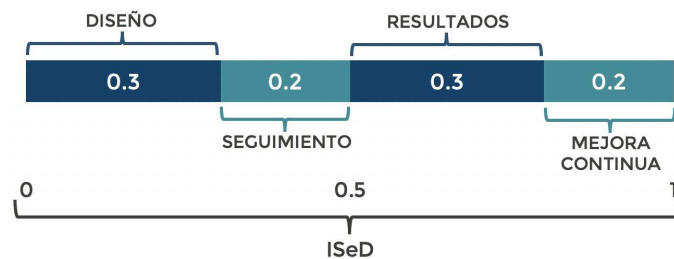 DISEÑO
RESULTADOS
0.3
0.2
0.3
0.2
SEGUIMIENTO
MEJORA
CONTINUA
0
0.5
1
ISeD